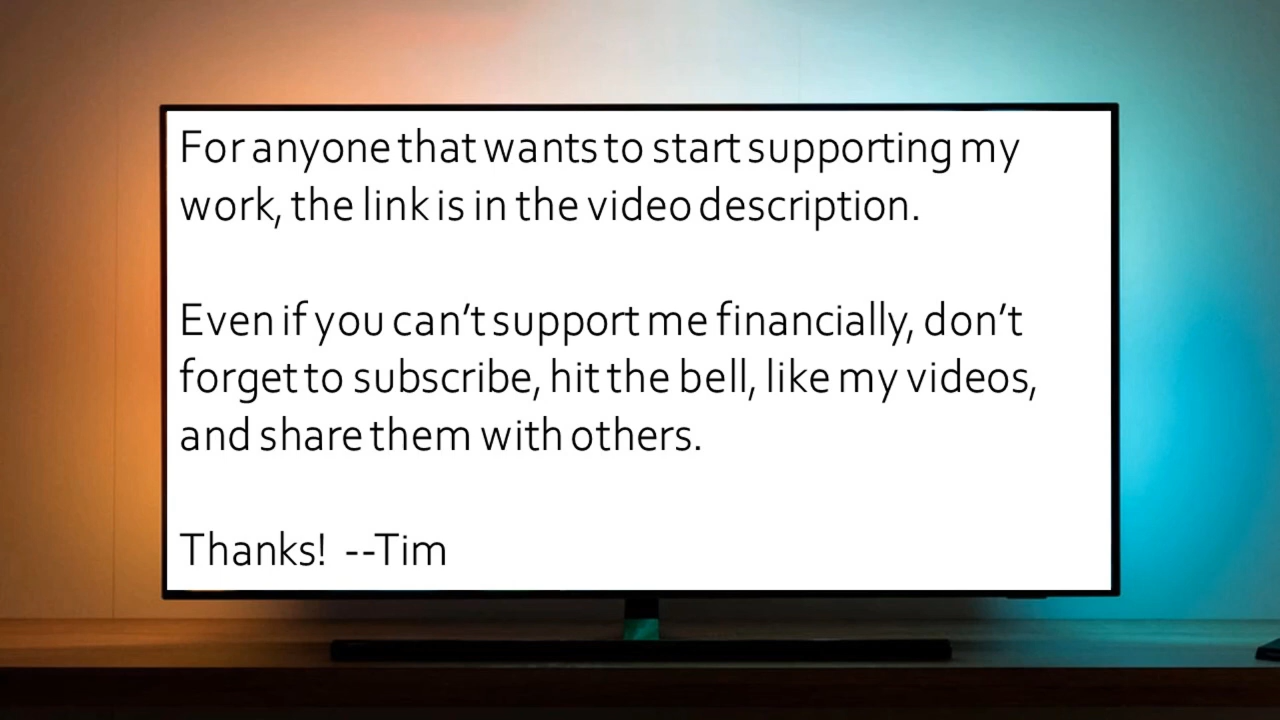 For anyone that wants to start supporting my
work, the link is in the video description.
Even if you can’t support me financially, don’t
forget to subscribe, hit the bell, like my videos,
and share them with others.
Thanks! --Tim